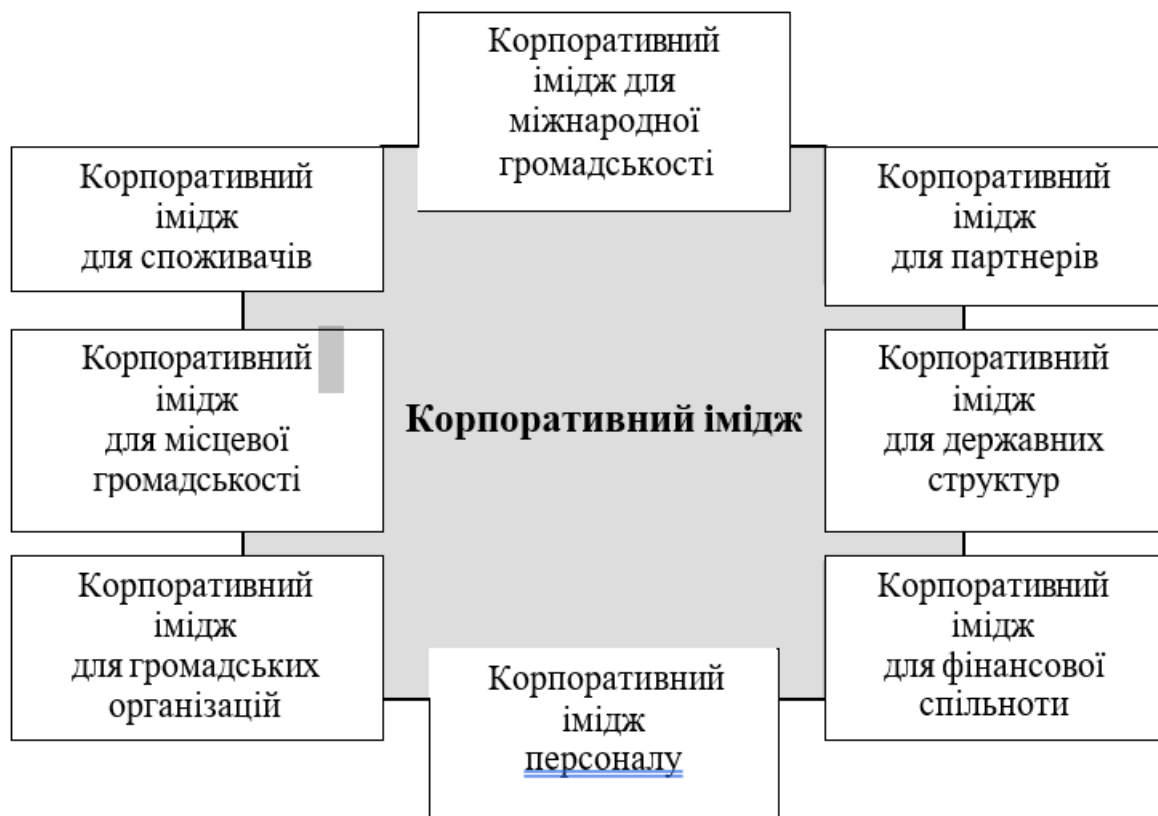 Корпоративний
імідж для
міжнародної
громадськості
Корпоративний
імідж
для споживачів
Корпоративний
імідж
для партнерів
Корпоративний
імідж
для місцевої
громадськості
Корпоративний імідж
Корпоративний
імідж
для державних
структур
Корпоративний
імідж
для громадських
організацій
Корпоративний
імідж
персоналу
Корпоративний
імідж
для фінансової
спільноти